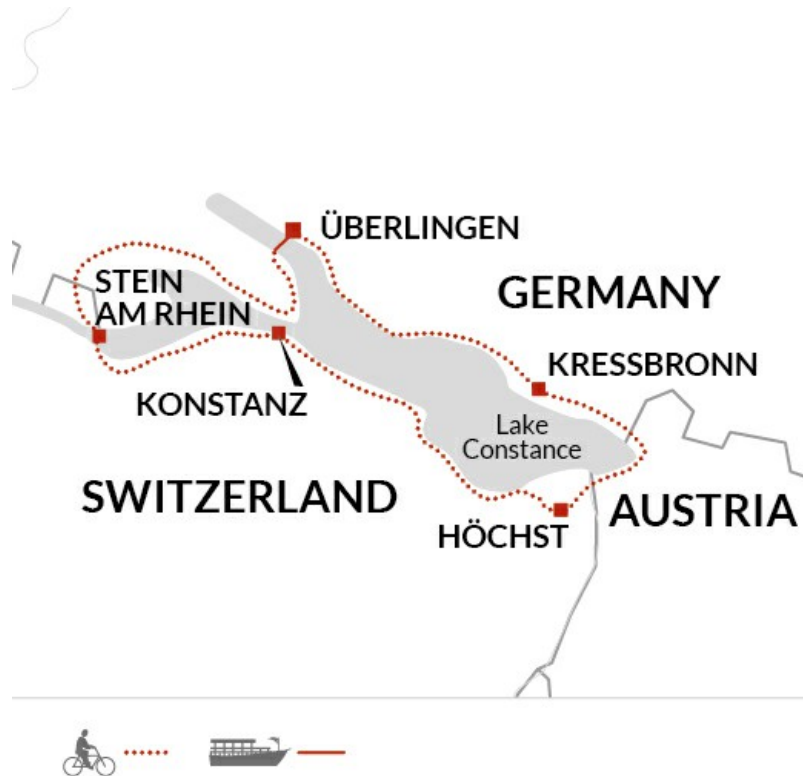 ÜBERLINGEN
STEIN
AM RHEIN
GERMANY
KRESSBRONN
KONSTANZ
Lake
Constance
SWITZERLAND
AUSTRIA
HÖCHST